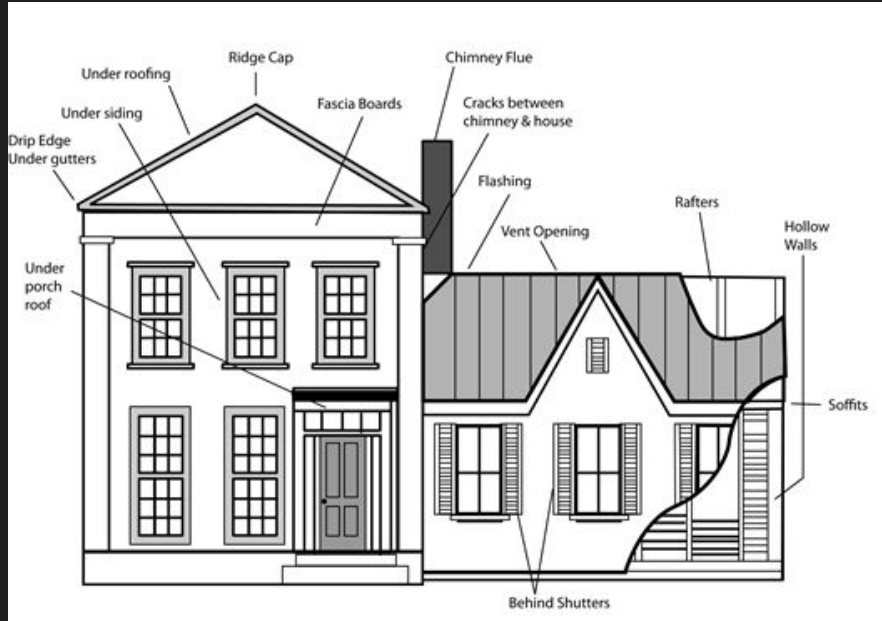 Ridge Cap
Chimney Flue
Under roofing
Fascia Boards
Cracks between
chimney & house
Under siding
Drip Edge
Under gutters
Flashing
Rafters
Vent Opening
Hollow
Walls
Under
porch
roof
Soffits
Behind Shutters